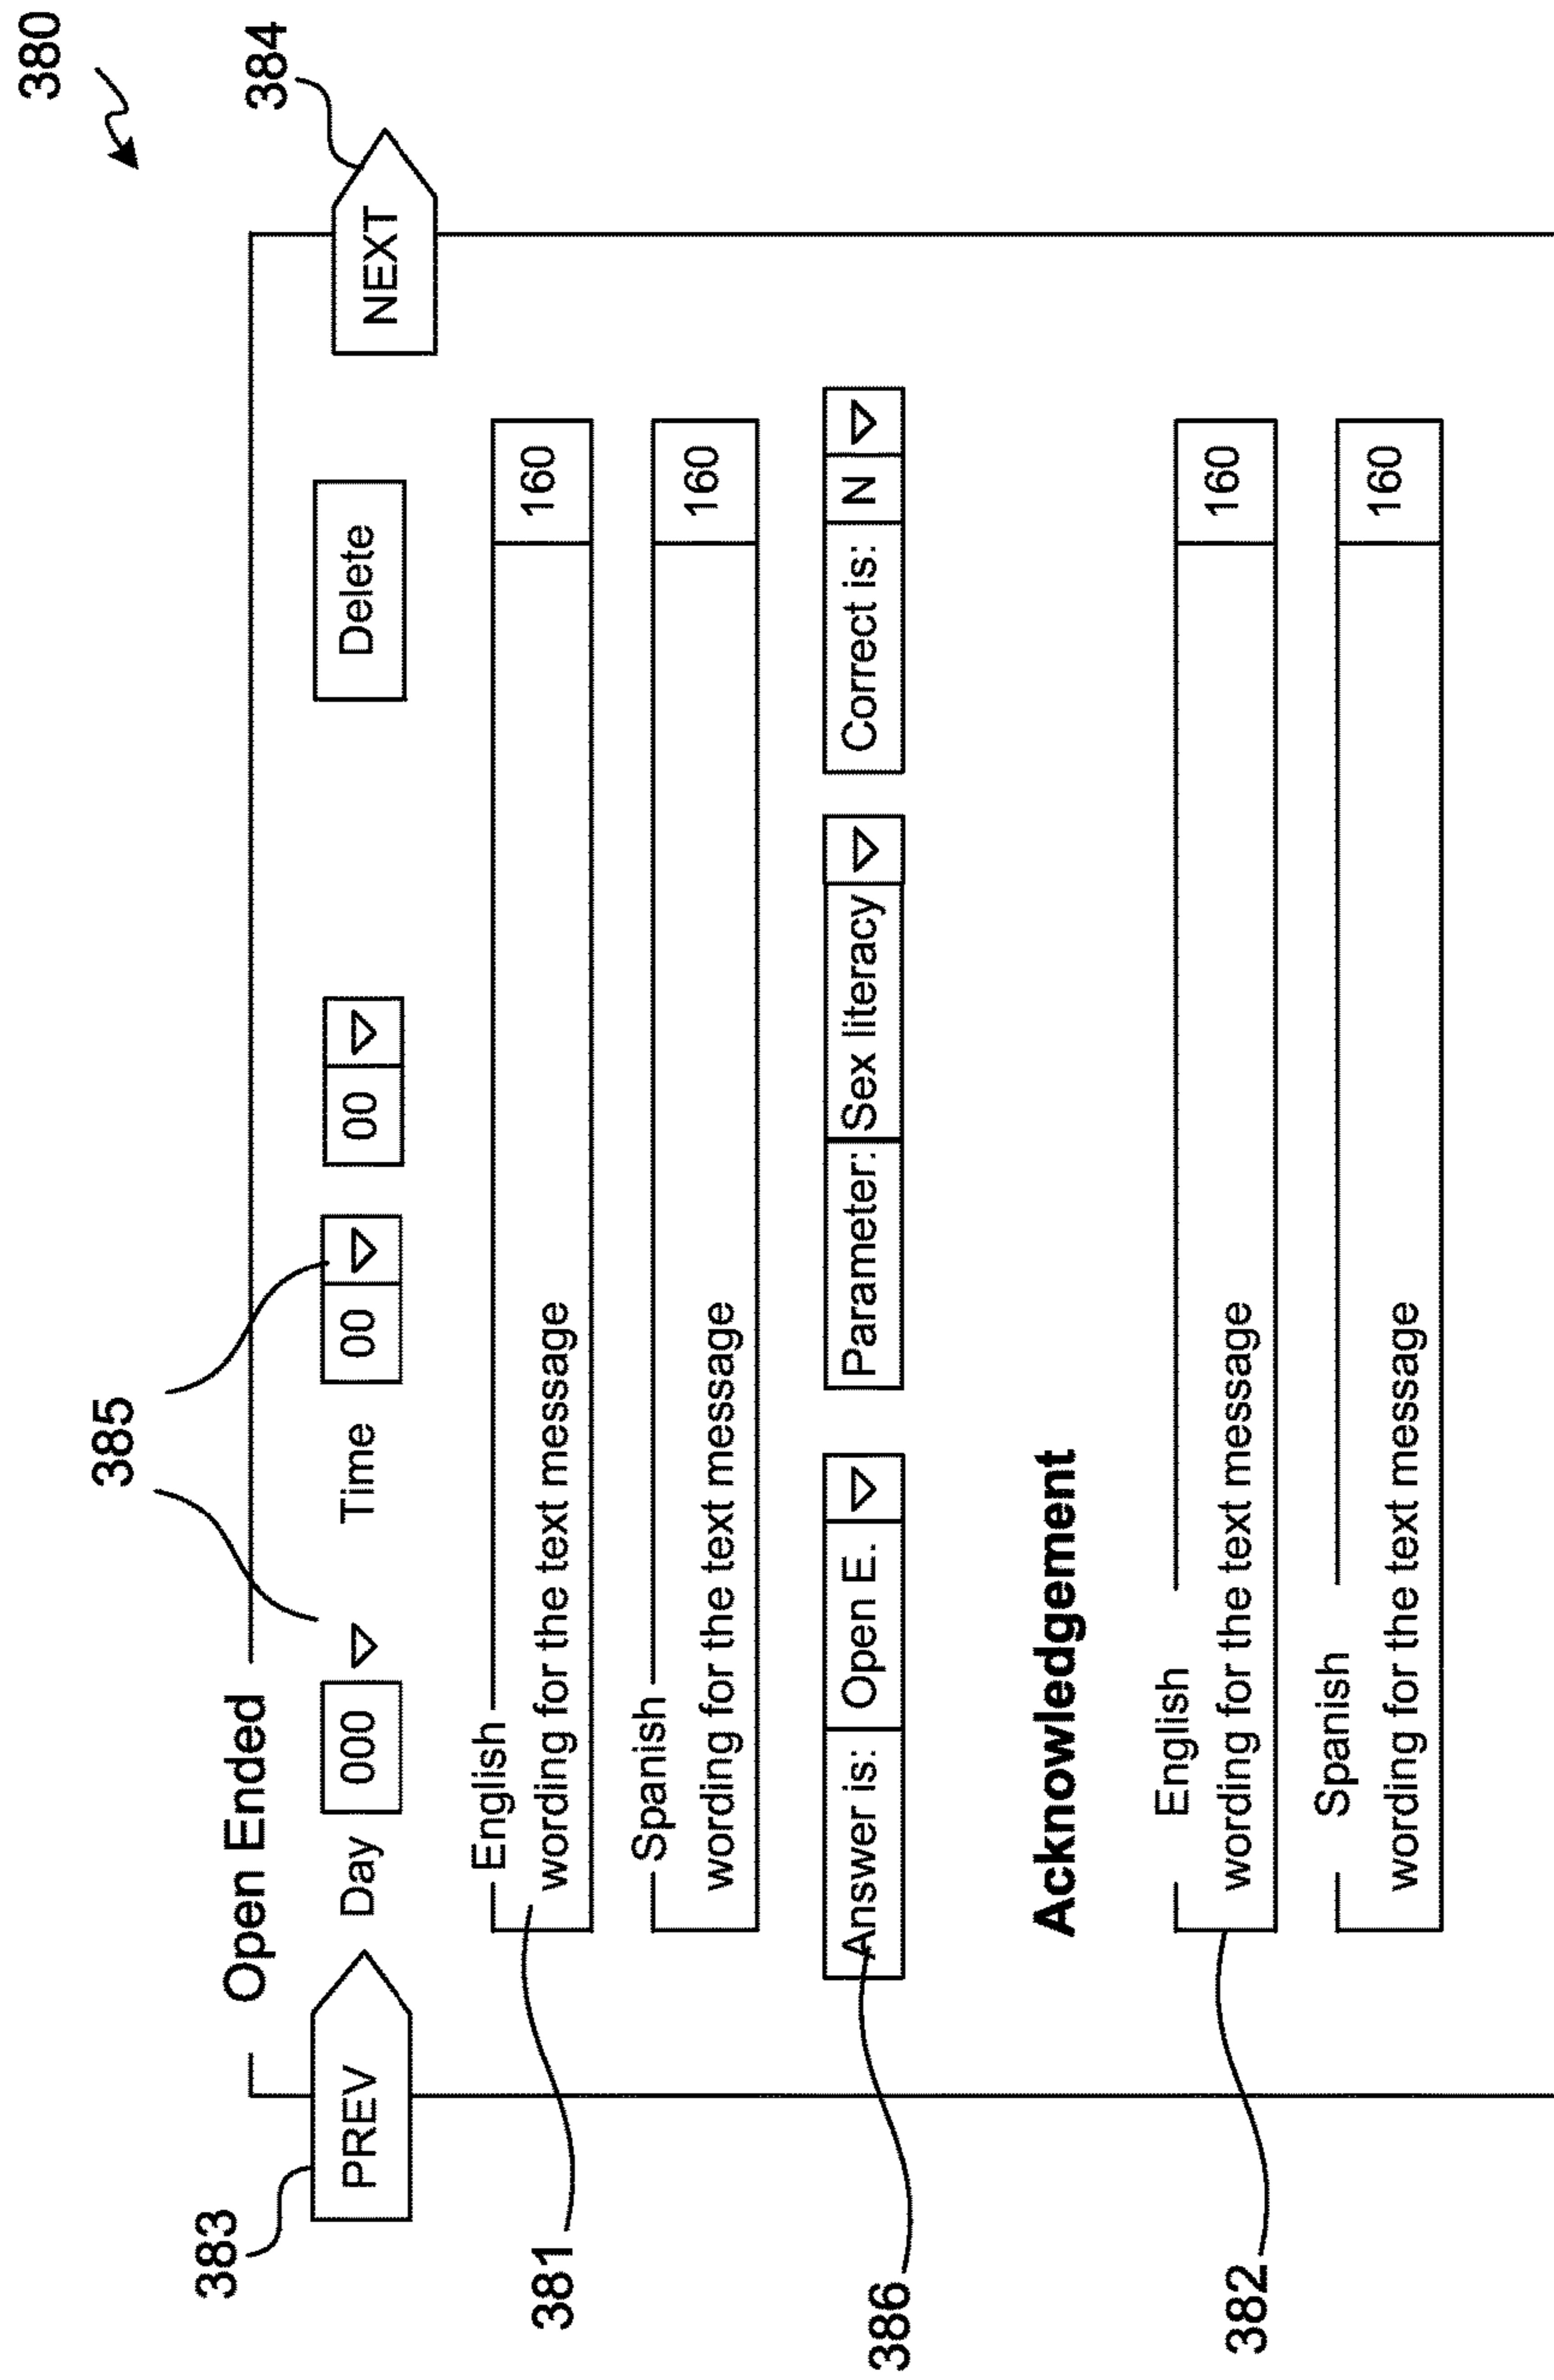 380
385
383
384
Open Ended
PREV
Day 000 Time 00 00 Delete
NEXT
English
381
wording for the text message 160
Spanish
wording for the text message 160
386
Answer is: Open E. Parameter: Sex literacy Correct is: N
Acknowledgement
English
382
wording for the text message 160
Spanish
wording for the text message 160